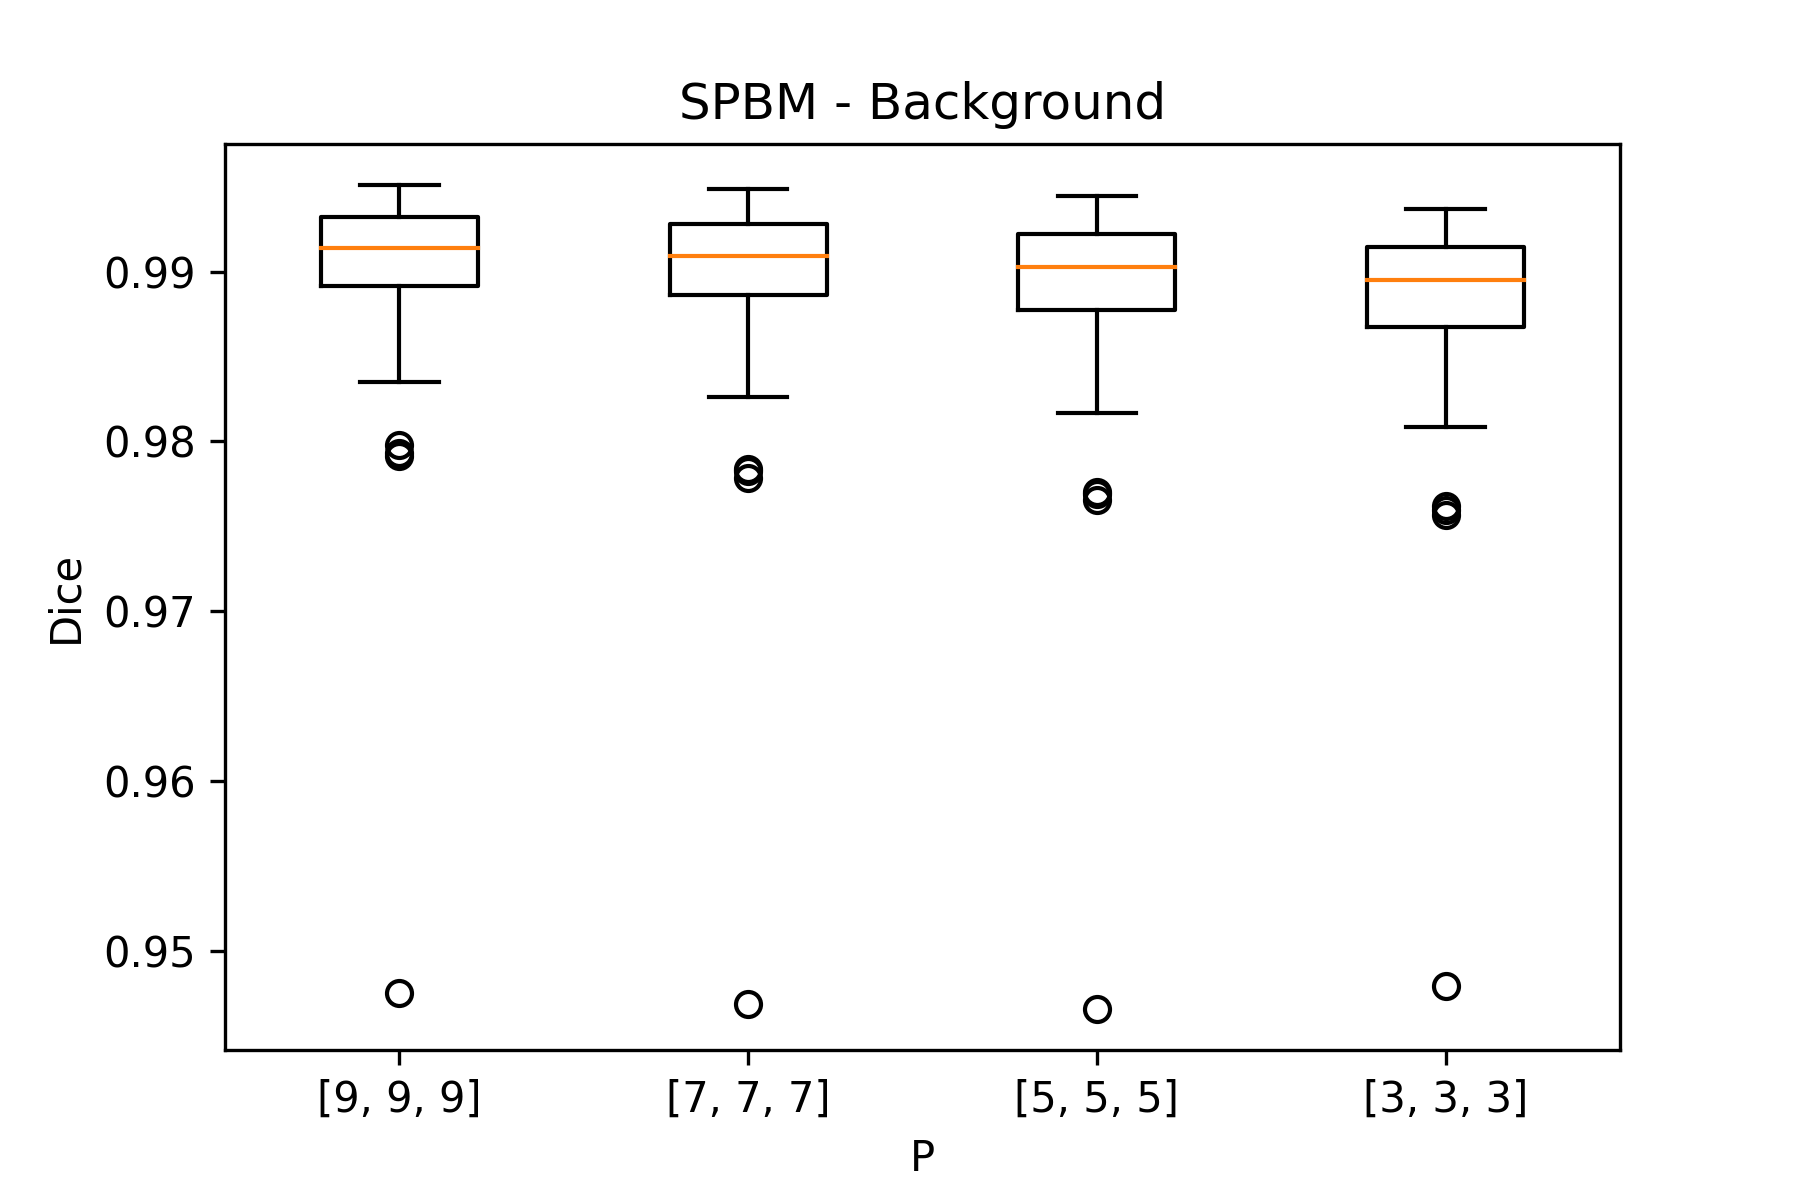 SPBM - Background
0.99
0.98
0.97
0.96
0.95
Dice
[9, 9, 9]
[7, 7, 7]
[5, 5, 5]
[3, 3, 3]
P